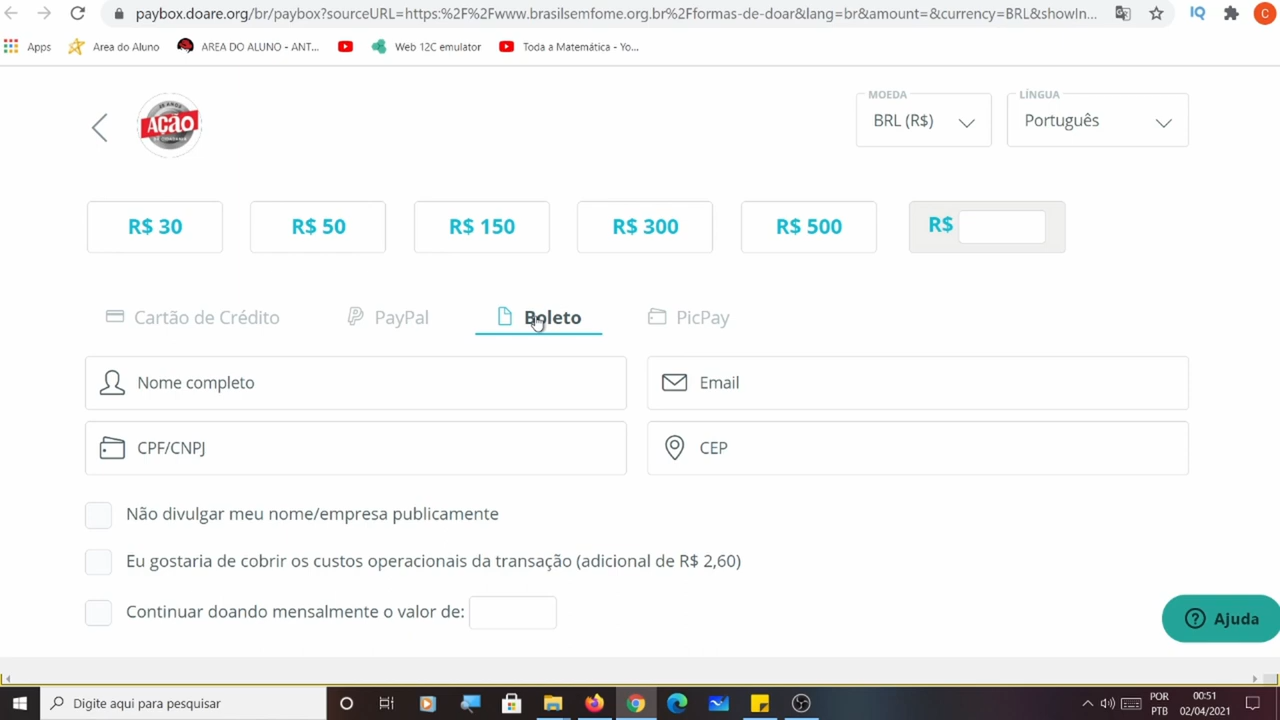 paybox.doare.org/br/paybox?sourceURL=https:%2F%2Fwww.brasilsemfome.org.br%2Fformas-de-doar&lang=br&amount=&currency=BRL&showIn...
IQ
C
Apps
Area do Aluno
AREA DO ALUNO - ANT...
Web 12C emulator
Toda a Matemática - Yo...
AÇÃO
MOEDA
BRL (R$)
LÍNGUA
Português
R$ 30
R$ 50
R$ 150
R$ 300
R$ 500
R$
Cartão de Crédito
PayPal
Boleto
PicPay
Nome completo
Email
CPF/CNPJ
CEP
Não divulgar meu nome/empresa publicamente
Eu gostaria de cobrir os custos operacionais da transação (adicional de R$ 2,60)
Continuar doando mensalmente o valor de:
Ajuda
Digite aqui para pesquisar
POR
PTB
00:51
02/04/2021